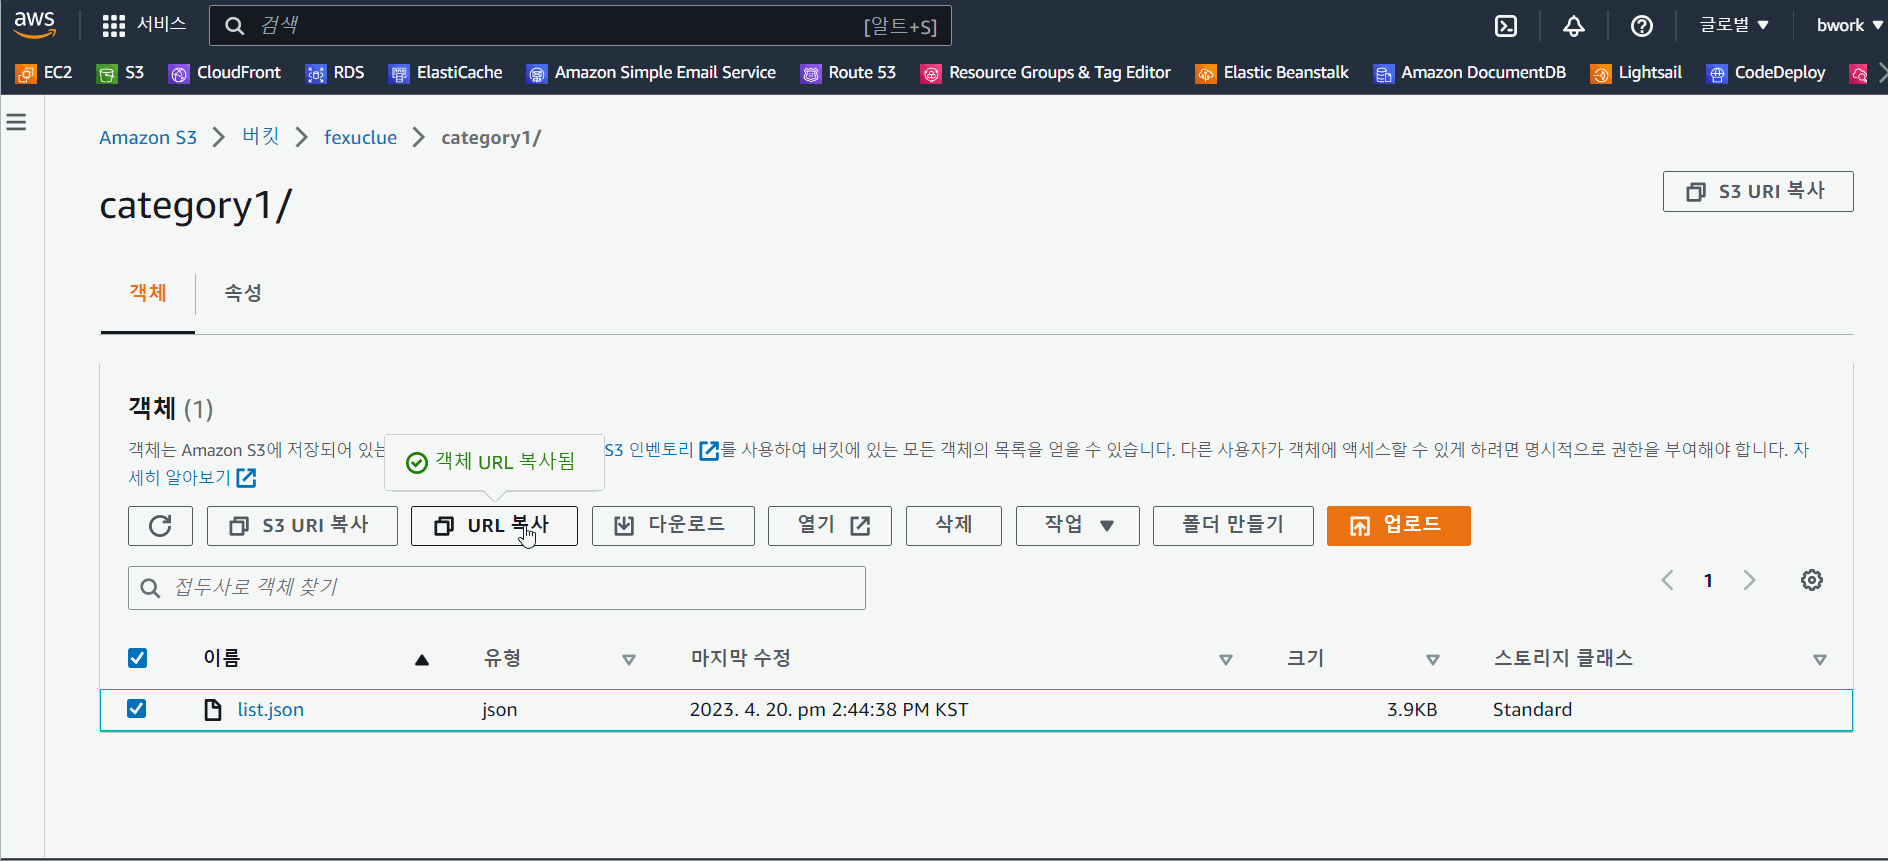 aws 서비스 검색 [알트+S] 글로벌 bwork
EC2 S3 CloudFront RDS ElastiCache Amazon Simple Email Service Route 53 Resource Groups & Tag Editor Elastic Beanstalk Amazon DocumentDB Lightsail CodeDeploy
Amazon S3 버킷 fexuclue category1/
category1/
S3 URI 복사
객체 속성
객체 (1)
객체는 Amazon S3에 저장되어 있는 S3 인벤토리 를 사용하여 버킷에 있는 모든 객체의 목록을 얻을 수 있습니다. 다른 사용자가 객체에 액세스할 수 있게 하려면 명시적으로 권한을 부여해야 합니다. 자
세히 알아보기
객체 URL 복사됨
S3 URI 복사 URL 복사 다운로드 열기 삭제 작업 폴더 만들기 업로드
접두사로 객체 찾기
1
이름 유형 마지막 수정 크기 스토리지 클래스
list.json json 2023. 4. 20. pm 2:44:38 PM KST 3.9KB Standard